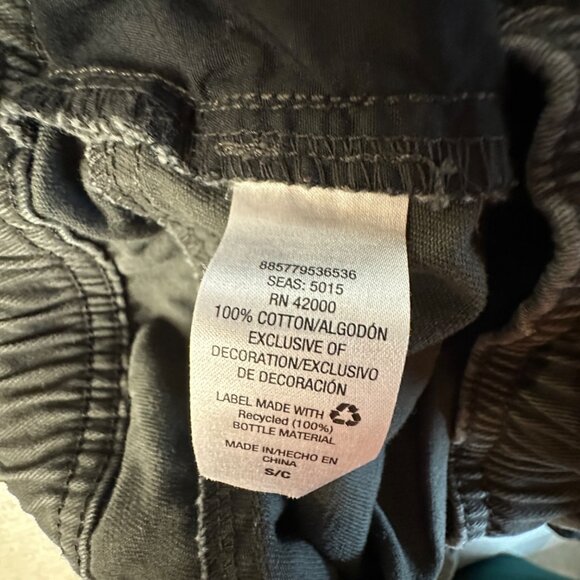 885779536536
SEAS: 5015
RN 42000
100% COTTON/ALGODÓN
EXCLUSIVE OF
DECORATION/EXCLUSIVO
DE DECORACIÓN
LABEL MADE WITH
Recycled (100%)
BOTTLE MATERIAL
MADE IN/HECHO EN
CHINA
S/C